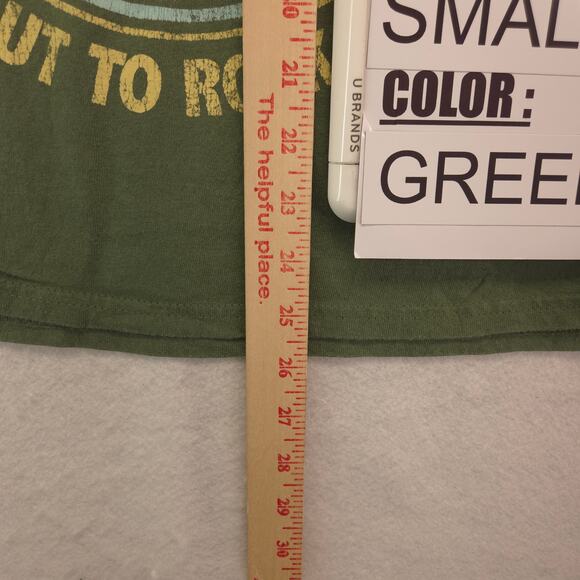 UT TO RO
SMAL
COLOR :
GREE
U BRANDS
The helpful place.
21
22
23
24
25
26
27
28
29
30